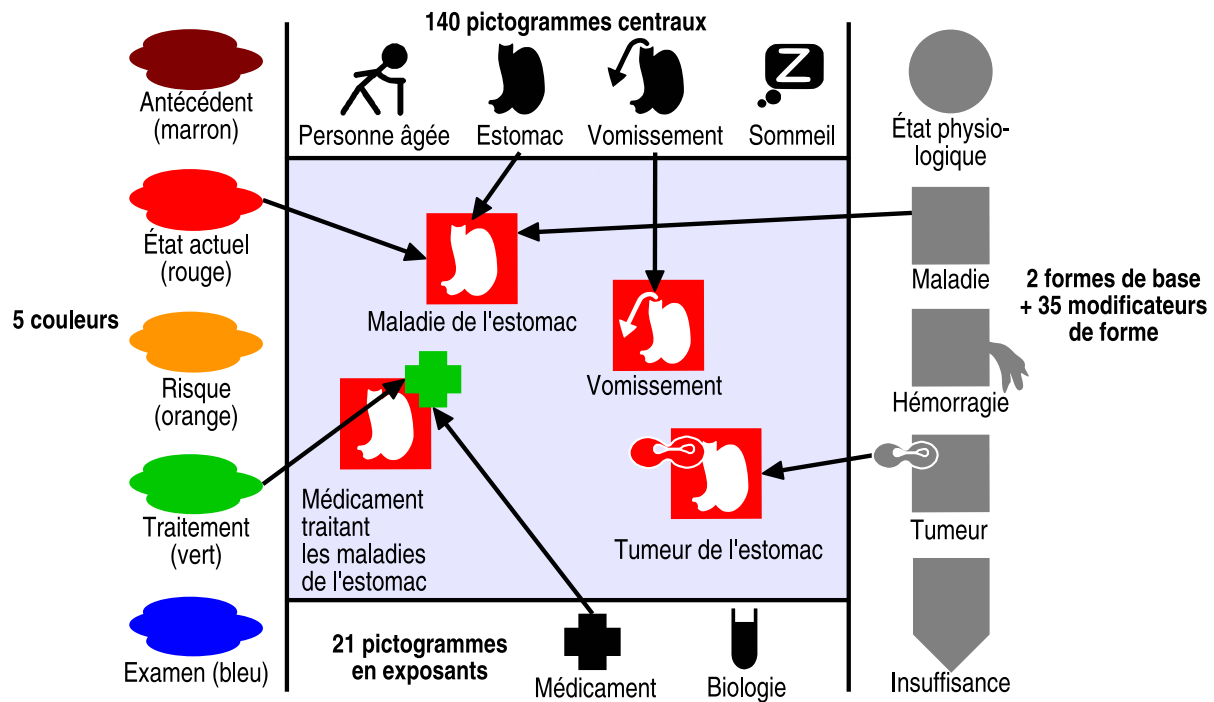 140 pictogrammes centraux
Personne âgée
Estomac
Vomissement
Sommeil
Z
5 couleurs
Antécédent
(marron)
État actuel
(rouge)
Risque
(orange)
Traitement
(vert)
Examen (bleu)
Maladie de l'estomac
Vomissement
Médicament
traitant
les maladies
de l'estomac
Tumeur de l'estomac
21 pictogrammes
en exposants
Médicament
Biologie
État physio-
logique
Maladie
Hémorragie
Tumeur
Insuffisance
2 formes de base
+ 35 modificateurs
de forme